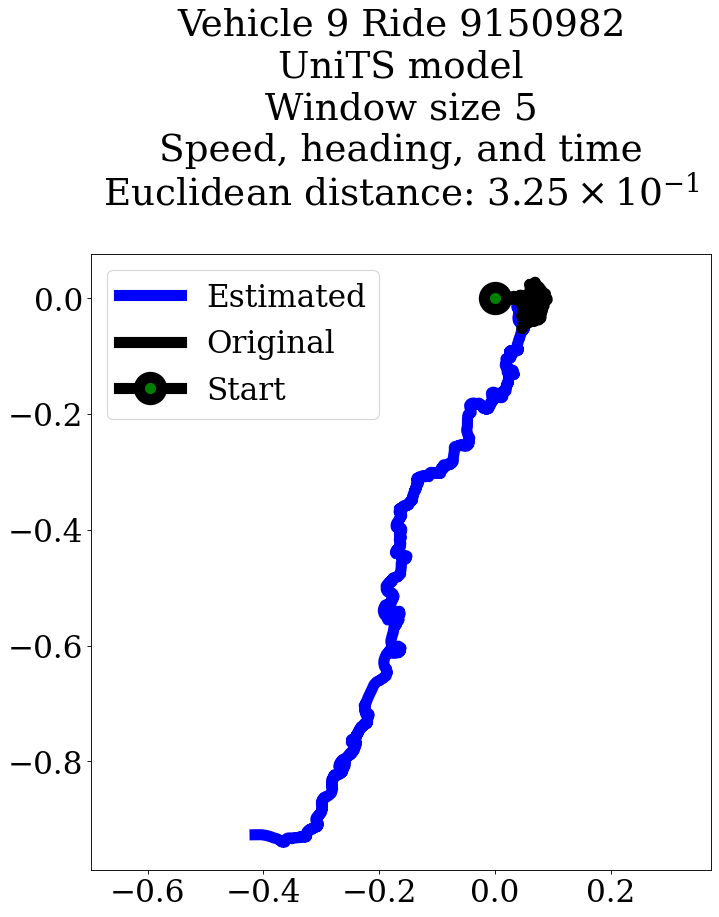 Vehicle 9 Ride 9150982
UniTS model
Window size 5
Speed, heading, and time
Euclidean distance: 3.25 × 10⁻¹
Estimated
Original
Start
0.0
−0.2
−0.4
−0.6
−0.8
−0.6 −0.4 −0.2 0.0 0.2